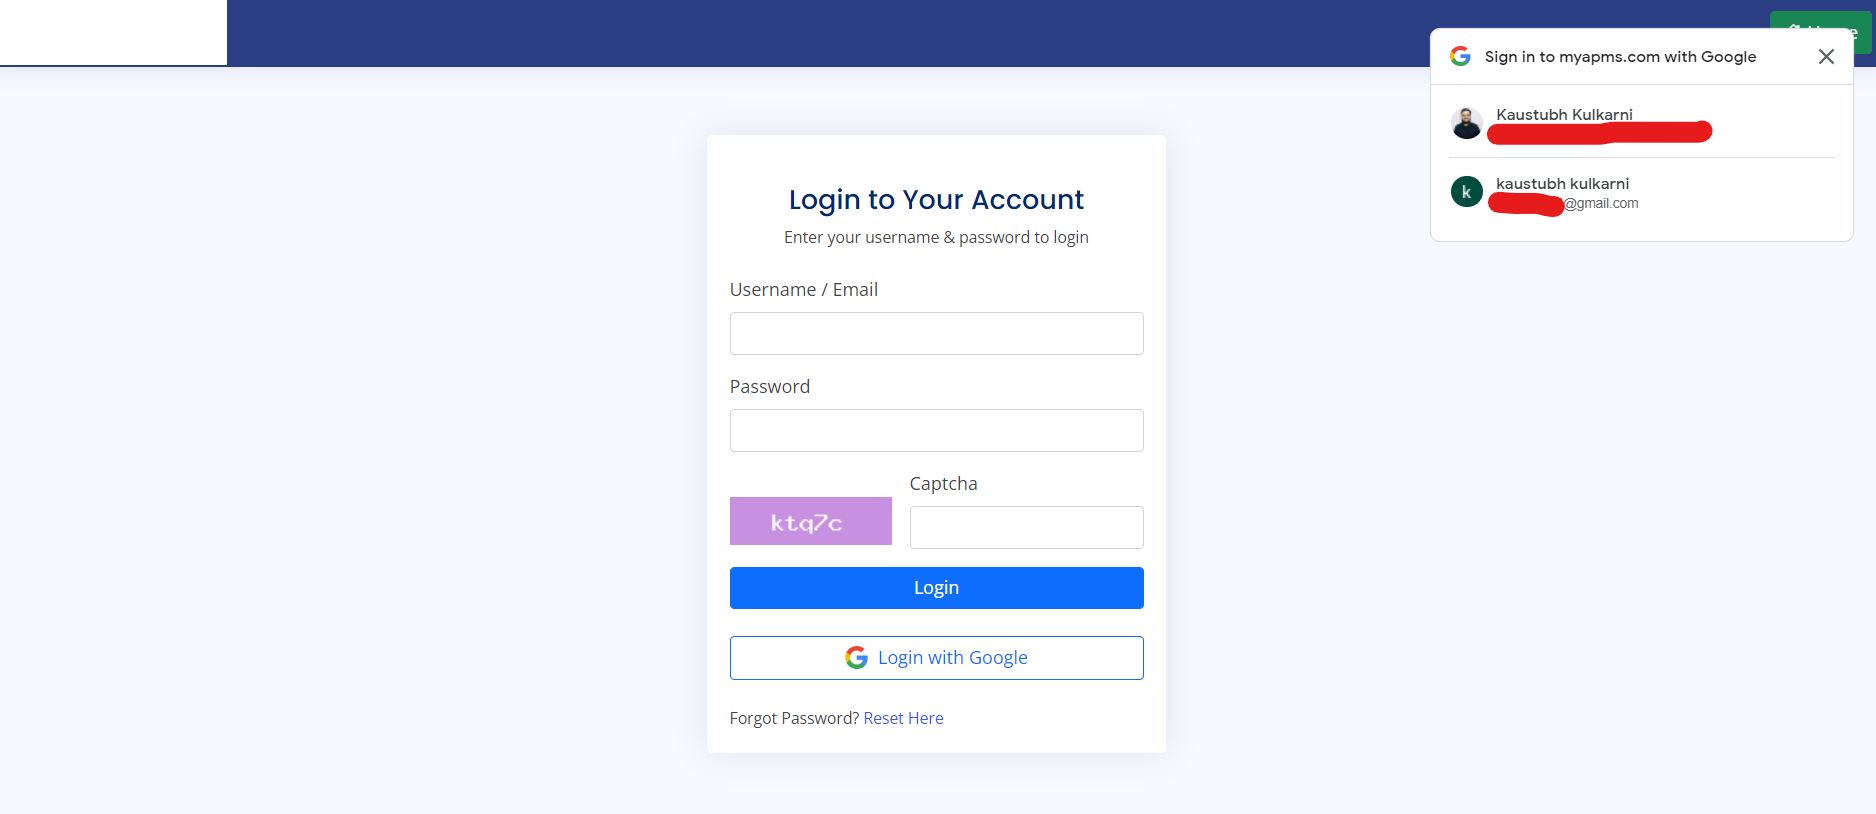 Sign in to myapms.com with Google
Kaustubh Kulkarni
kaustubh kulkarni
k
@gmail.com
Login to Your Account
Enter your username & password to login
Username / Email
Password
Captcha
ktq7c
Login
Login with Google
Forgot Password? Reset Here